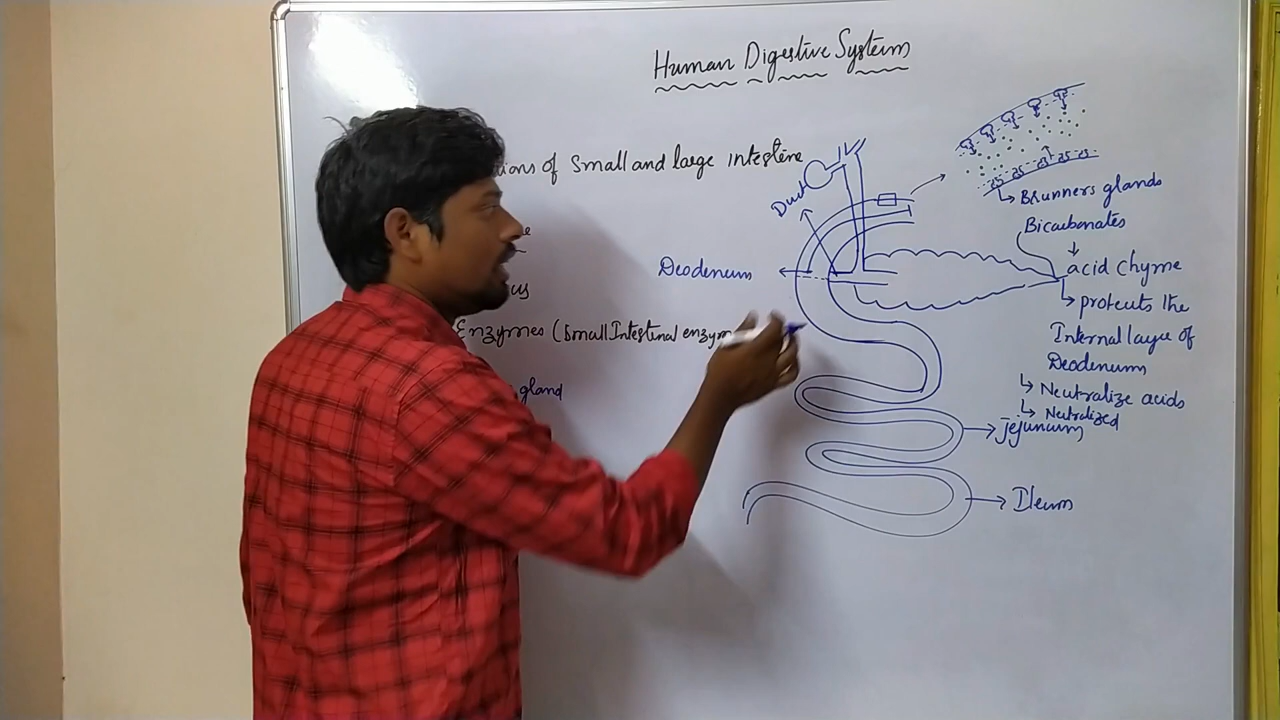 Human Digestive System
of Small and large Intestine
Duct
Brunners glands
Bicarbonates
Deodenum
acid chyme
protects the
Internal layer of
Deodenum
Enzymes (Small Intestinal
gland
Neutralize acids
Neutralized
Jejunum
Ileum